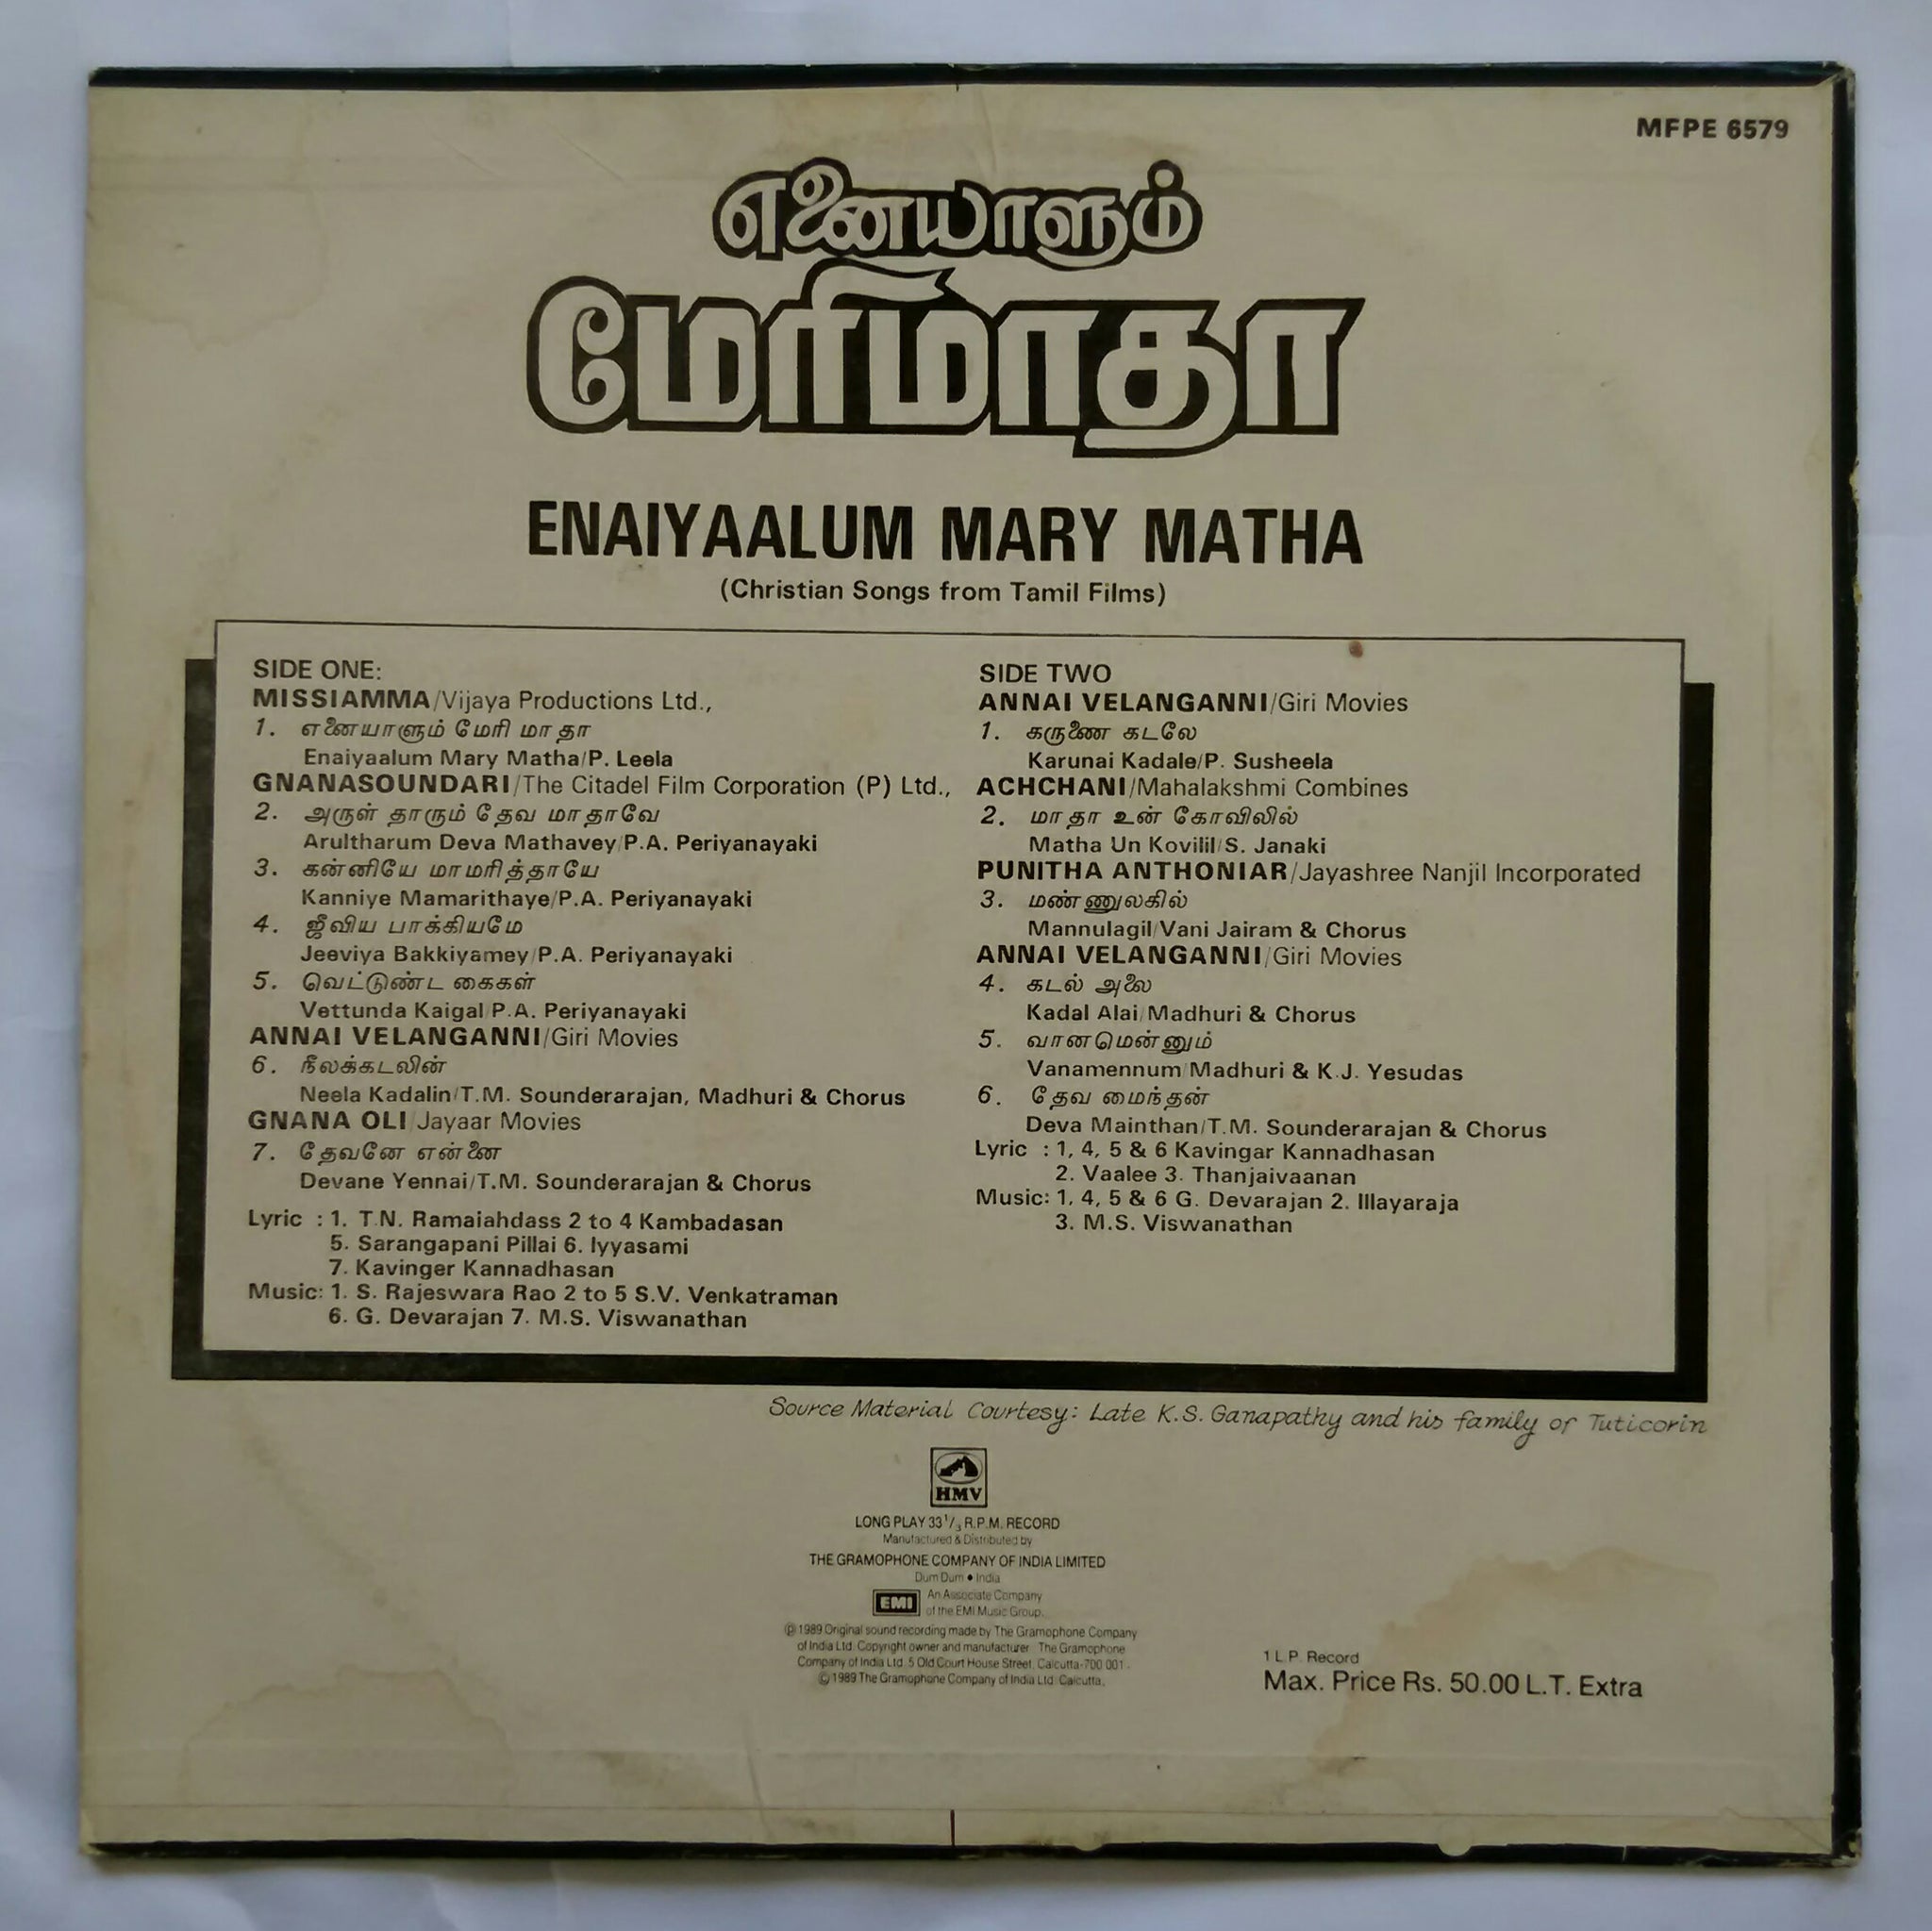 MFPE 6579
எனையாளும்
மேரிமாதா
ENAIYAALUM MARY MATHA
(Christian Songs from Tamil Films)
SIDE ONE:
MISSIAMMA/Vijaya Productions Ltd.,
1. எனையாளும் மேரி மாதா
Enaiyaalum Mary Matha/P. Leela
GNANASOUNDARI/The Citadel Film Corporation (P) Ltd.,
2. அருள் தாரும் தேவ மாதாவே
Arultharum Deva Mathavey/P.A. Periyanayaki
3. கன்னியே மாமரித்தாயே
Kanniye Mamarithaye/P.A. Periyanayaki
4. ஜீவிய பாக்கியமே
Jeeviya Bakkiyamey/P.A. Periyanayaki
5. வெட்டுண்ட கைகள்
Vettunda Kaigal/P.A. Periyanayaki
ANNAI VELANGANNI/Giri Movies
6. நீலக்கடலின்
Neela Kadalin/T.M. Sounderarajan, Madhuri & Chorus
GNANA OLI/Jayaar Movies
7. தேவனே என்னை
Devane Yennai/T.M. Sounderarajan & Chorus
Lyric : 1. T.N. Ramaiahdass 2 to 4 Kambadasan
5. Sarangapani Pillai 6. Iyyasami
7. Kavinger Kannadhasan
Music: 1. S. Rajeswara Rao 2 to 5 S.V. Venkatraman
6. G. Devarajan 7. M.S. Viswanathan
SIDE TWO
ANNAI VELANGANNI/Giri Movies
1. கருணை கடலே
Karunai Kadale/P. Susheela
ACHCHANI/Mahalakshmi Combines
2. மாதா உன் கோவிலில்
Matha Un Kovilil/S. Janaki
PUNITHA ANTHONIAR/Jayashree Nanjil Incorporated
3. மண்ணுலகில்
Mannulagil/Vani Jairam & Chorus
ANNAI VELANGANNI/Giri Movies
4. கடல் அலை
Kadal Alai/Madhuri & Chorus
5. வானமென்னும்
Vanamennum/Madhuri & K.J. Yesudas
6. தேவ மைந்தன்
Deva Mainthan/T.M. Sounderarajan & Chorus
Lyric : 1, 4, 5 & 6 Kavingar Kannadhasan
2. Vaalee 3. Thanjaivaanan
Music: 1, 4, 5 & 6 G. Devarajan 2. Illayaraja
3. M.S. Viswanathan
Source Material Courtesy: Late K.S. Ganapathy and his family of Tuticorin
HMV
LONG PLAY 33 1/3 R.P.M. RECORD
Manufactured & Distributed by
THE GRAMOPHONE COMPANY OF INDIA LIMITED
Dum Dum • India
EMI An Associate Company
of the EMI Music Group.
℗ 1989 Original sound recording made by The Gramophone Company
of India Ltd. Copyright owner and manufacturer The Gramophone
Company of India Ltd. 5 Old Court House Street, Calcutta-700 001.
© 1989 The Gramophone Company of India Ltd. Calcutta.
1 L.P. Record
Max. Price Rs. 50.00 L.T. Extra